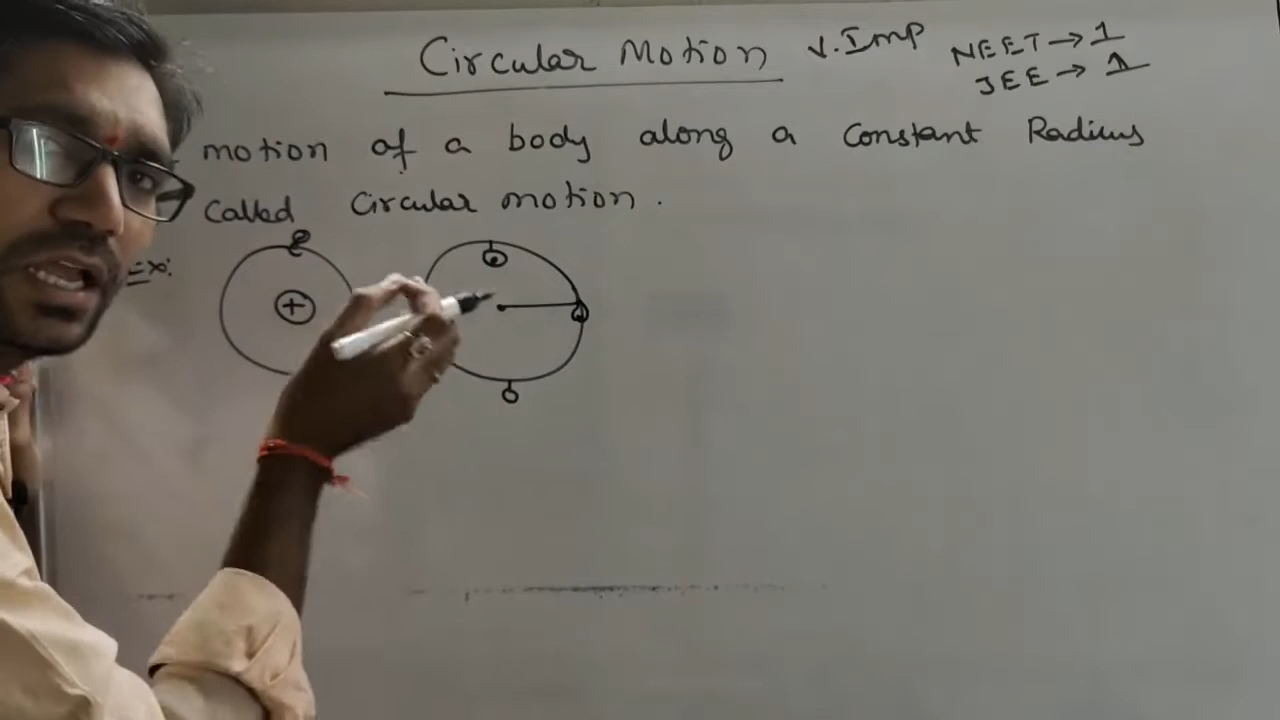 Circular Motion V.Imp
NEET→1
JEE→1
motion of a body along a constant Radius
called circular motion.
Ex:
e
+